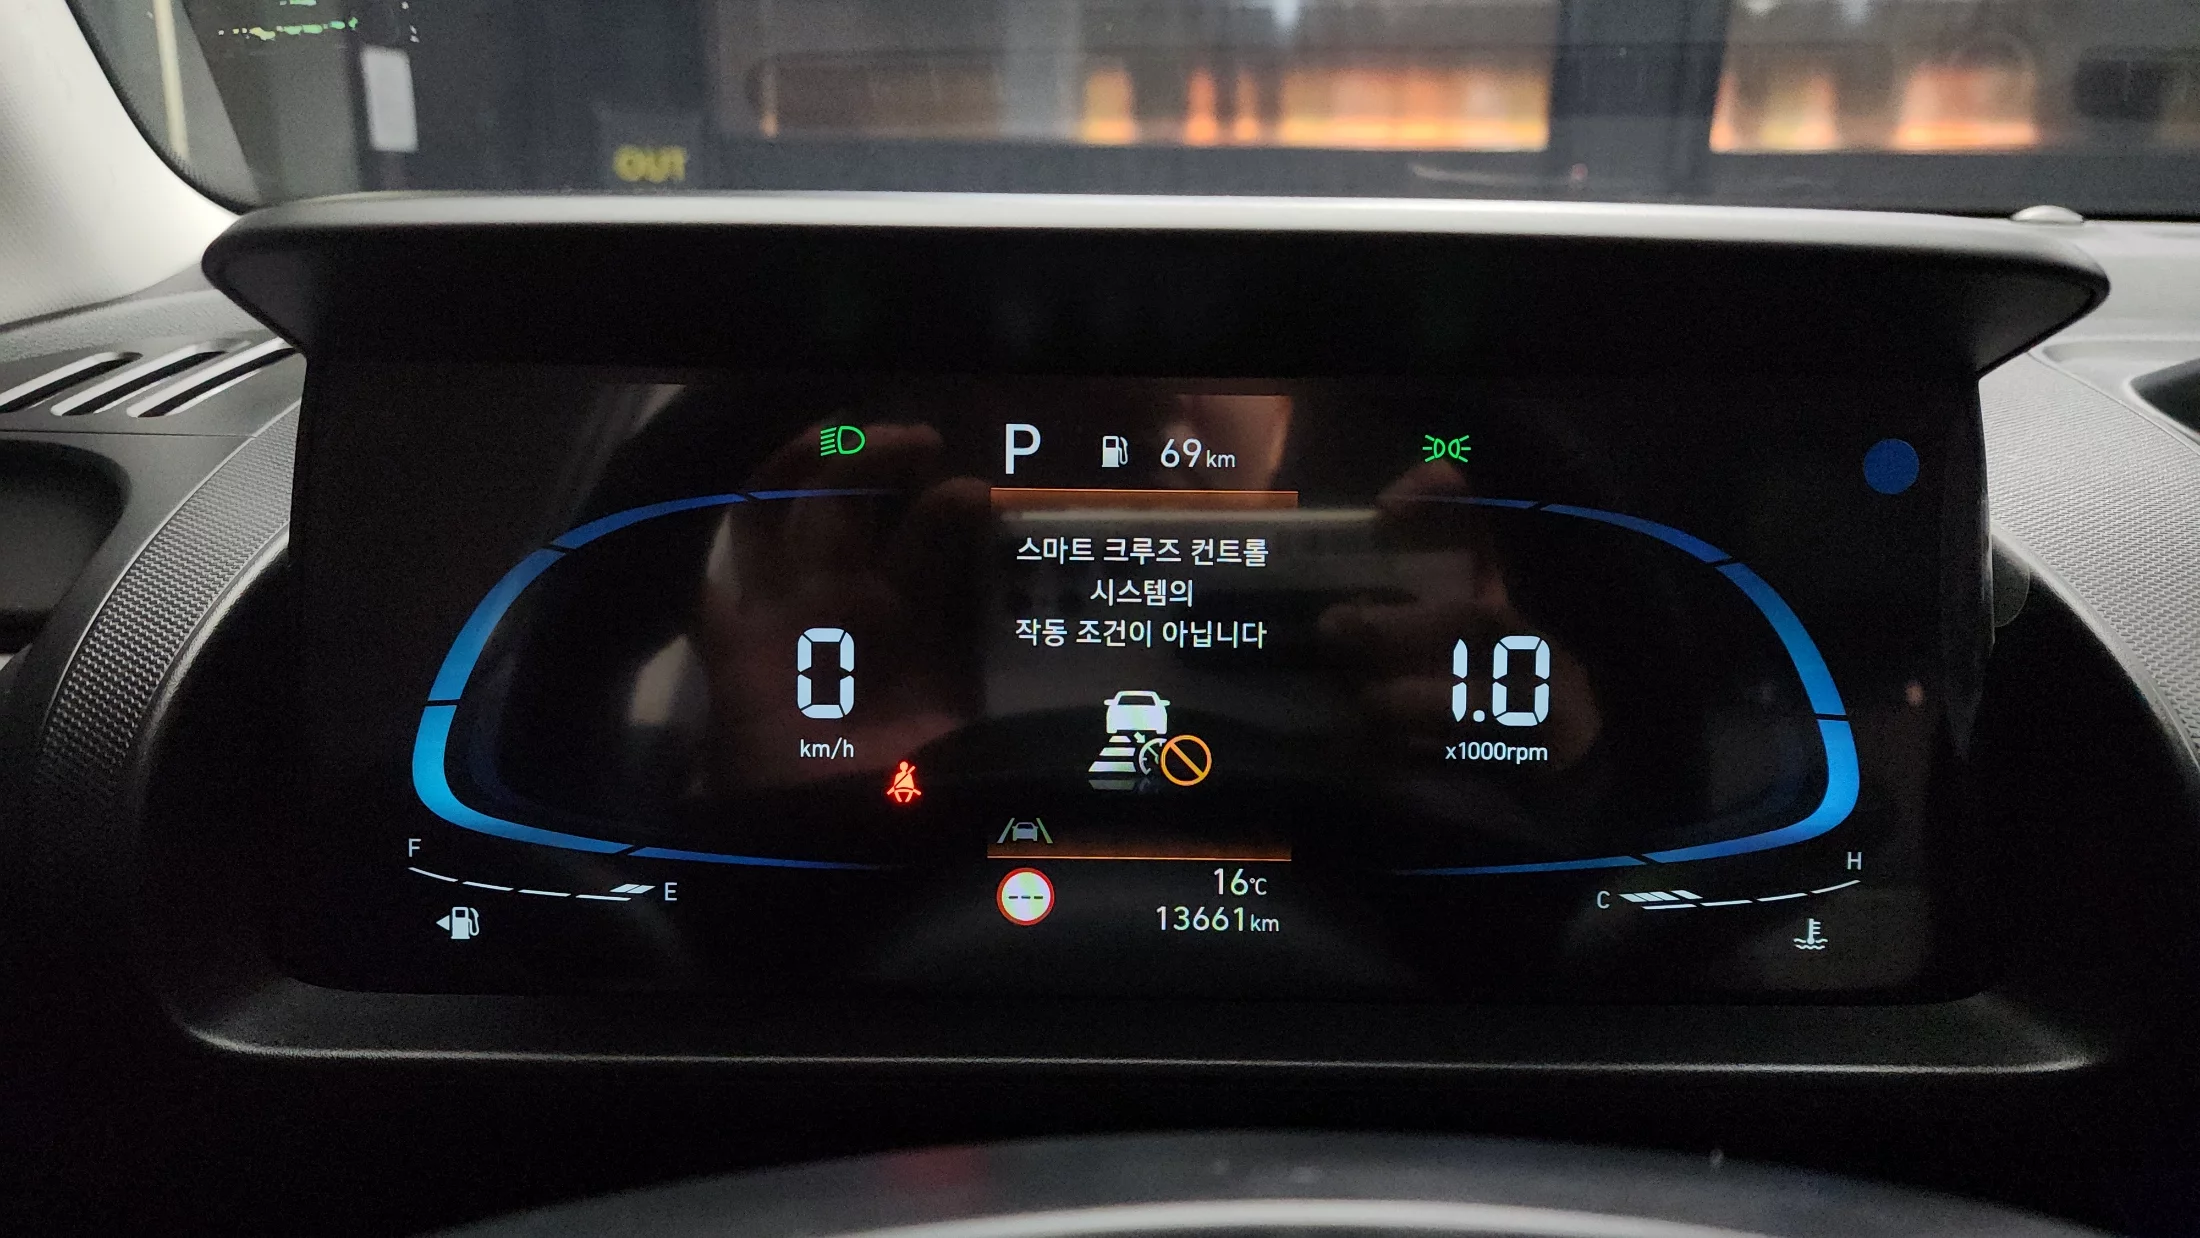 OUT
P 69km
스마트 크루즈 컨트롤
시스템의
작동 조건이 아닙니다
0
km/h
1.0
x1000rpm
F
E
C
H
---
16℃
13661km